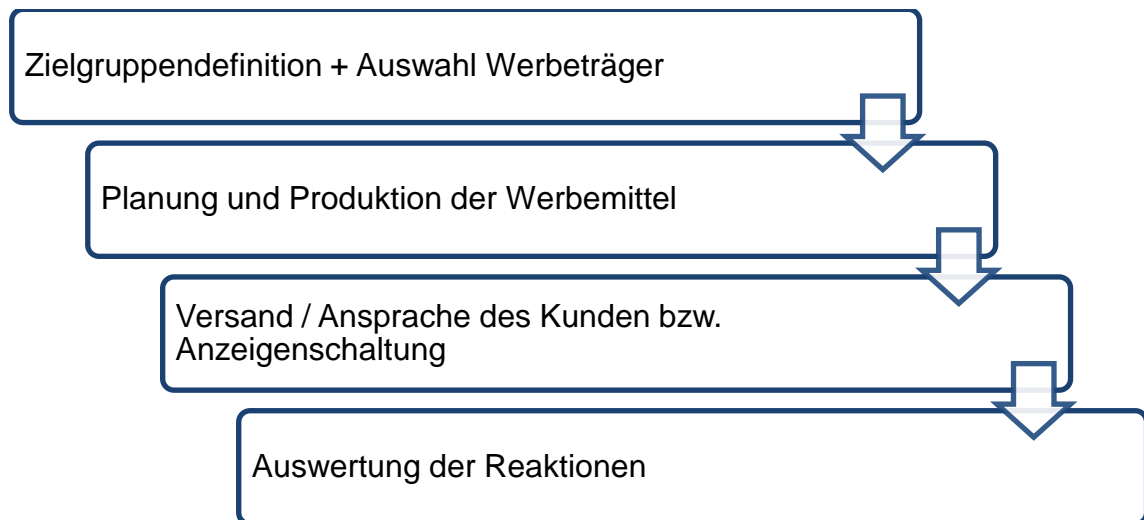 Zielgruppendefinition + Auswahl Werbeträger
Planung und Produktion der Werbemittel
Versand / Ansprache des Kunden bzw.
Anzeigenschaltung
Auswertung der Reaktionen